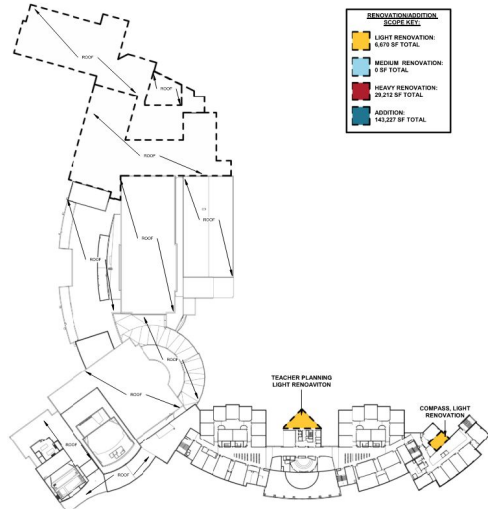 RENOVATION/ADDITION
SCOPE KEY:
LIGHT RENOVATION:
6,670 SF TOTAL
MEDIUM RENOVATION:
0 SF TOTAL
HEAVY RENOVATION:
29,212 SF TOTAL
ADDITION:
143,227 SF TOTAL
ROOF
ROOF
ROOF
ROOF
ROOF
ROOF
ROOF
ROOF
ROOF
ROOF
TEACHER PLANNING
LIGHT RENOAVITON
COMPASS, LIGHT
RENOVATION